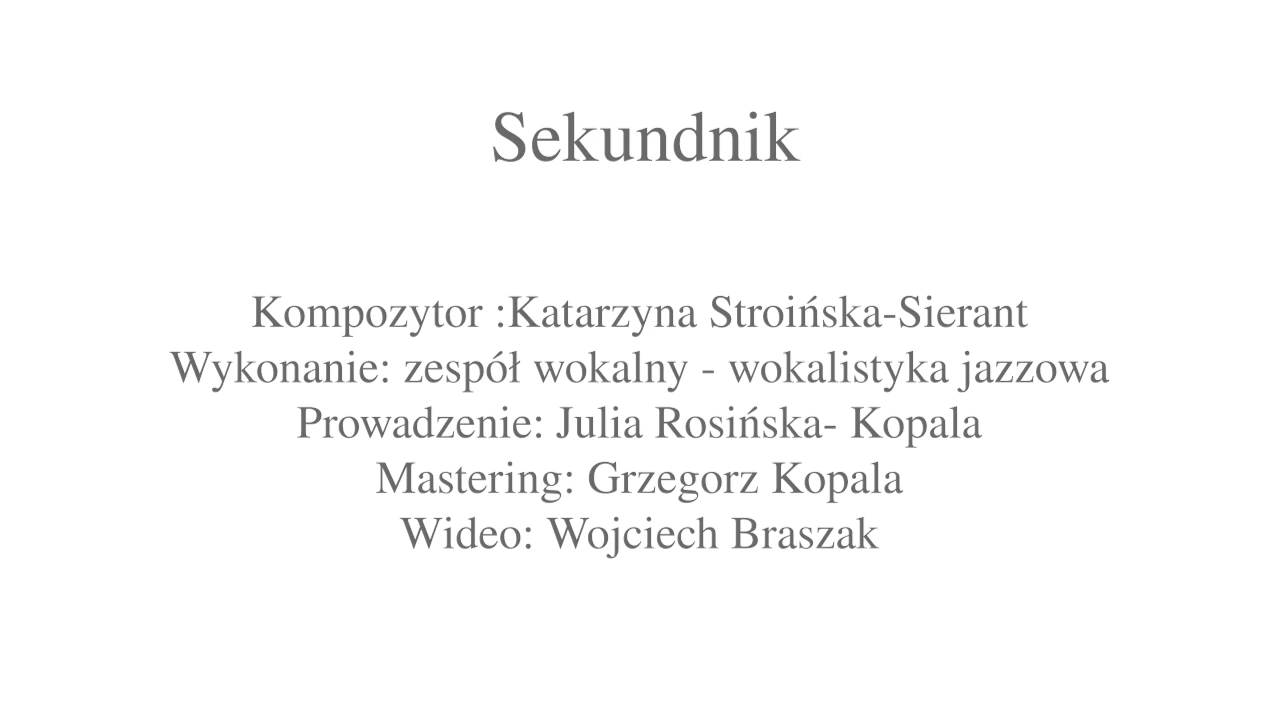 Sekundnik
Kompozytor :Katarzyna Stroińska-Sierant
Wykonanie: zespół wokalny - wokalistyka jazzowa
Prowadzenie: Julia Rosińska- Kopala
Mastering: Grzegorz Kopala
Wideo: Wojciech Braszak